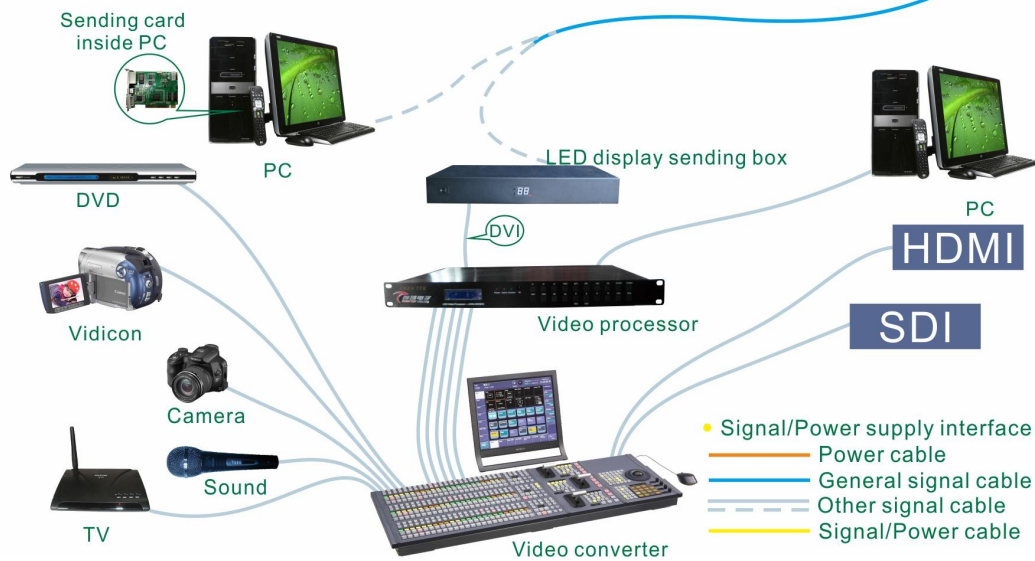 Sending card
inside PC
PC
DVD
LED display sending box
88
DVI
PC
HDMI
Vidicon
Video processor
SDI
Camera
Signal/Power supply interface
Power cable
Sound
General signal cable
Other signal cable
TV
Signal/Power cable
Video converter